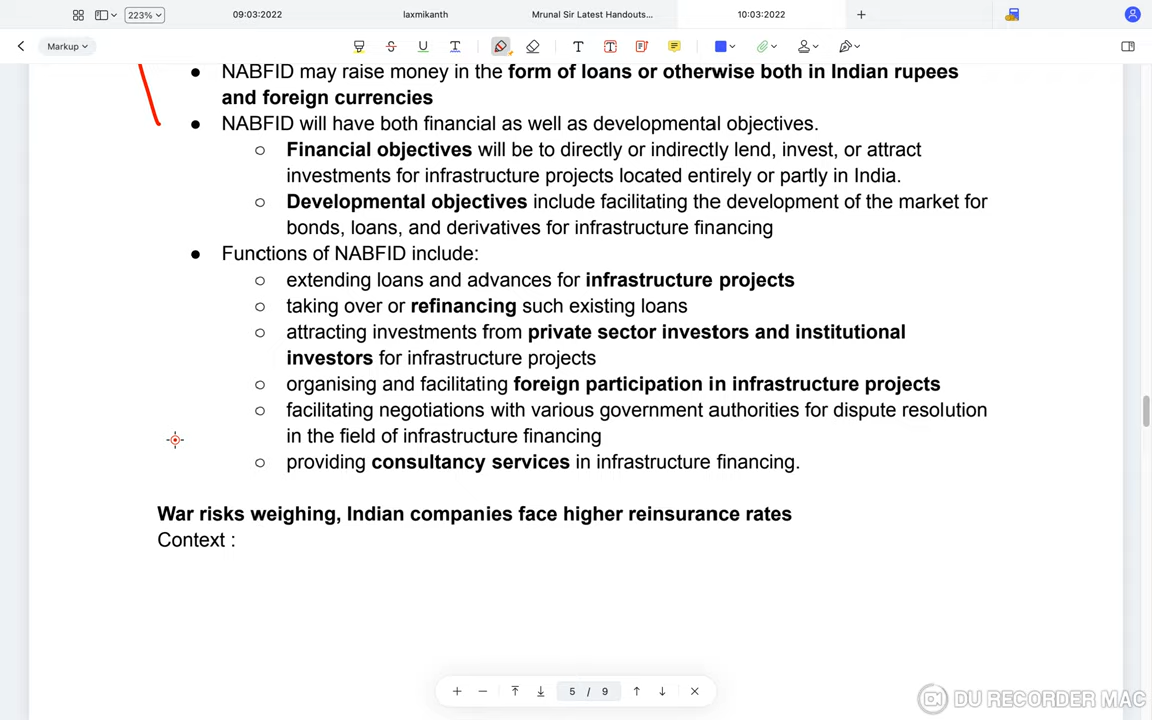 223%
09:03:2022
laxmikanth
Mrunal Sir Latest Handouts...
10:03:2022
Markup
NABFID may raise money in the form of loans or otherwise both in Indian rupees
and foreign currencies
NABFID will have both financial as well as developmental objectives.
Financial objectives will be to directly or indirectly lend, invest, or attract
investments for infrastructure projects located entirely or partly in India.
Developmental objectives include facilitating the development of the market for
bonds, loans, and derivatives for infrastructure financing
Functions of NABFID include:
extending loans and advances for infrastructure projects
taking over or refinancing such existing loans
attracting investments from private sector investors and institutional
investors for infrastructure projects
organising and facilitating foreign participation in infrastructure projects
facilitating negotiations with various government authorities for dispute resolution
in the field of infrastructure financing
providing consultancy services in infrastructure financing.
War risks weighing, Indian companies face higher reinsurance rates
Context :
5 / 9
DU RECORDER MAC